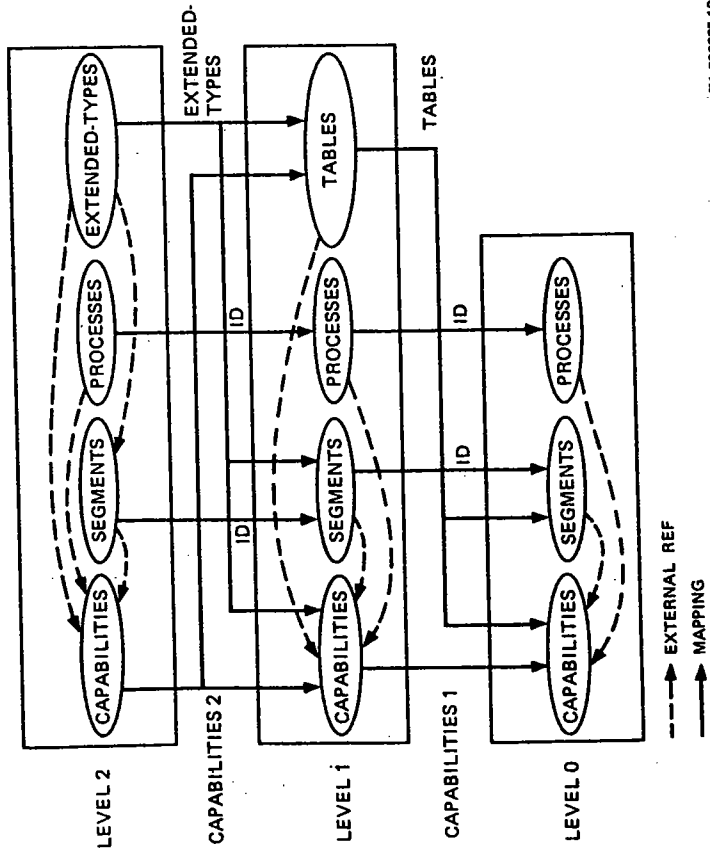 LEVEL 2
CAPABILITIES
SEGMENTS
PROCESSES
EXTENDED-TYPES
CAPABILITIES 2
ID
ID
EXTENDED-
TYPES
LEVEL 1
CAPABILITIES
SEGMENTS
PROCESSES
TABLES
CAPABILITIES 1
ID
ID
TABLES
LEVEL 0
CAPABILITIES
SEGMENTS
PROCESSES
EXTERNAL REF
MAPPING